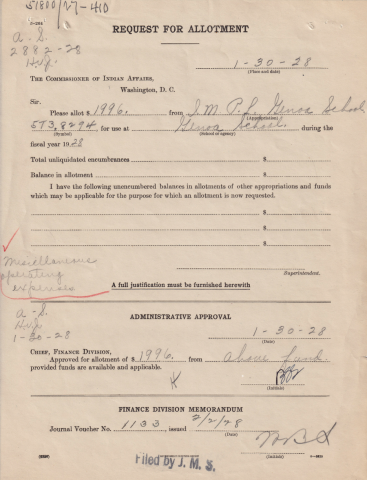 51800/27-410
5-264
REQUEST FOR ALLOTMENT
A-S.
2882-28
1-30-28
(Place and date)
THE COMMISSIONER OF INDIAN AFFAIRS,
Washington, D. C.
SIR:
Please allot $ 1996. from I M P.S. Genoa School
(Appropriation)
573.8294 for use at Genoa School. during the
(Symbol) (School or agency)
fiscal year 1928
Total unliquidated encumbrances $
Balance in allotment $
I have the following unencumbered balances in allotments of other appropriations and funds
which may be applicable for the purpose for which an allotment is now requested.
$
$
$
Miscellaneous
operating
expenses
Superintendent.
A full justification must be furnished herewith
A-S.
1-30-28
ADMINISTRATIVE APPROVAL
1-30-28
CHIEF, FINANCE DIVISION,
Approved for allotment of $ 1996. from above fund.
provided funds are available and applicable.
(Initials)
FINANCE DIVISION MEMORANDUM
Journal Voucher No. 1133, issued 2/2/28
(Date)
(Initials)
Filed by J. M. S.